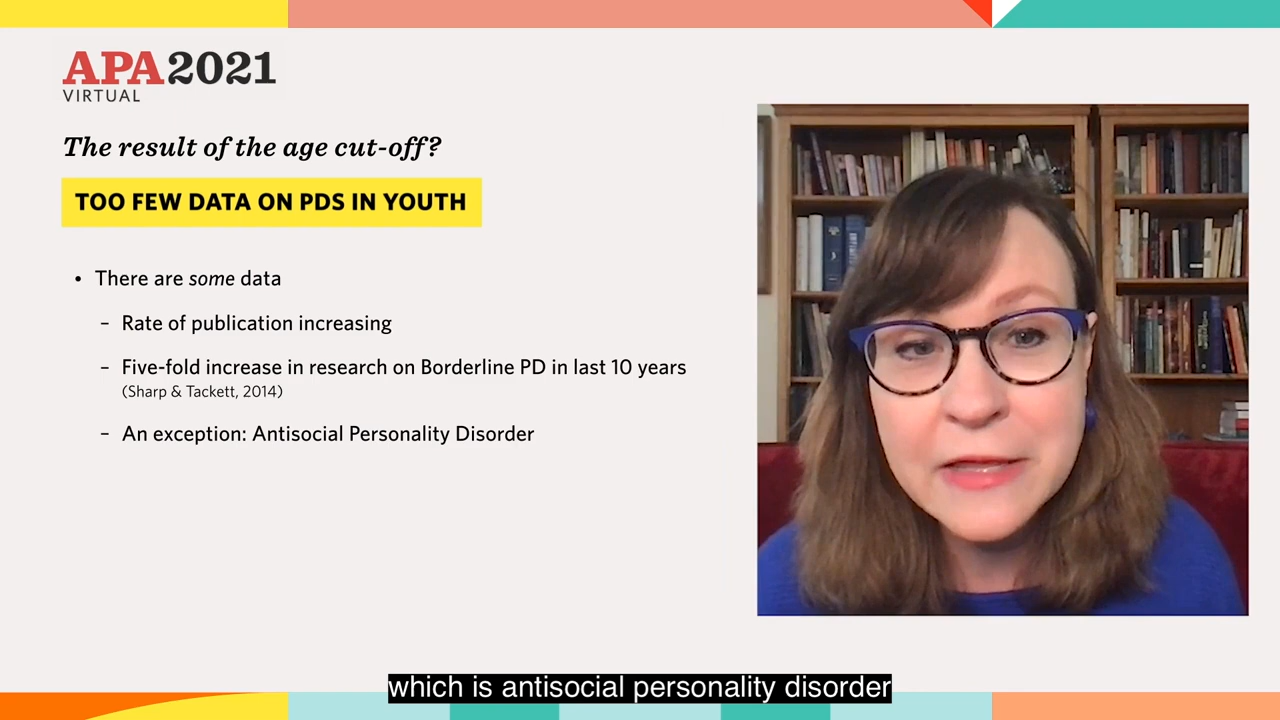 APA2021
VIRTUAL
The result of the age cut-off?
TOO FEW DATA ON PDS IN YOUTH
• There are some data
– Rate of publication increasing
– Five-fold increase in research on Borderline PD in last 10 years
(Sharp & Tackett, 2014)
– An exception: Antisocial Personality Disorder
which is antisocial personality disorder